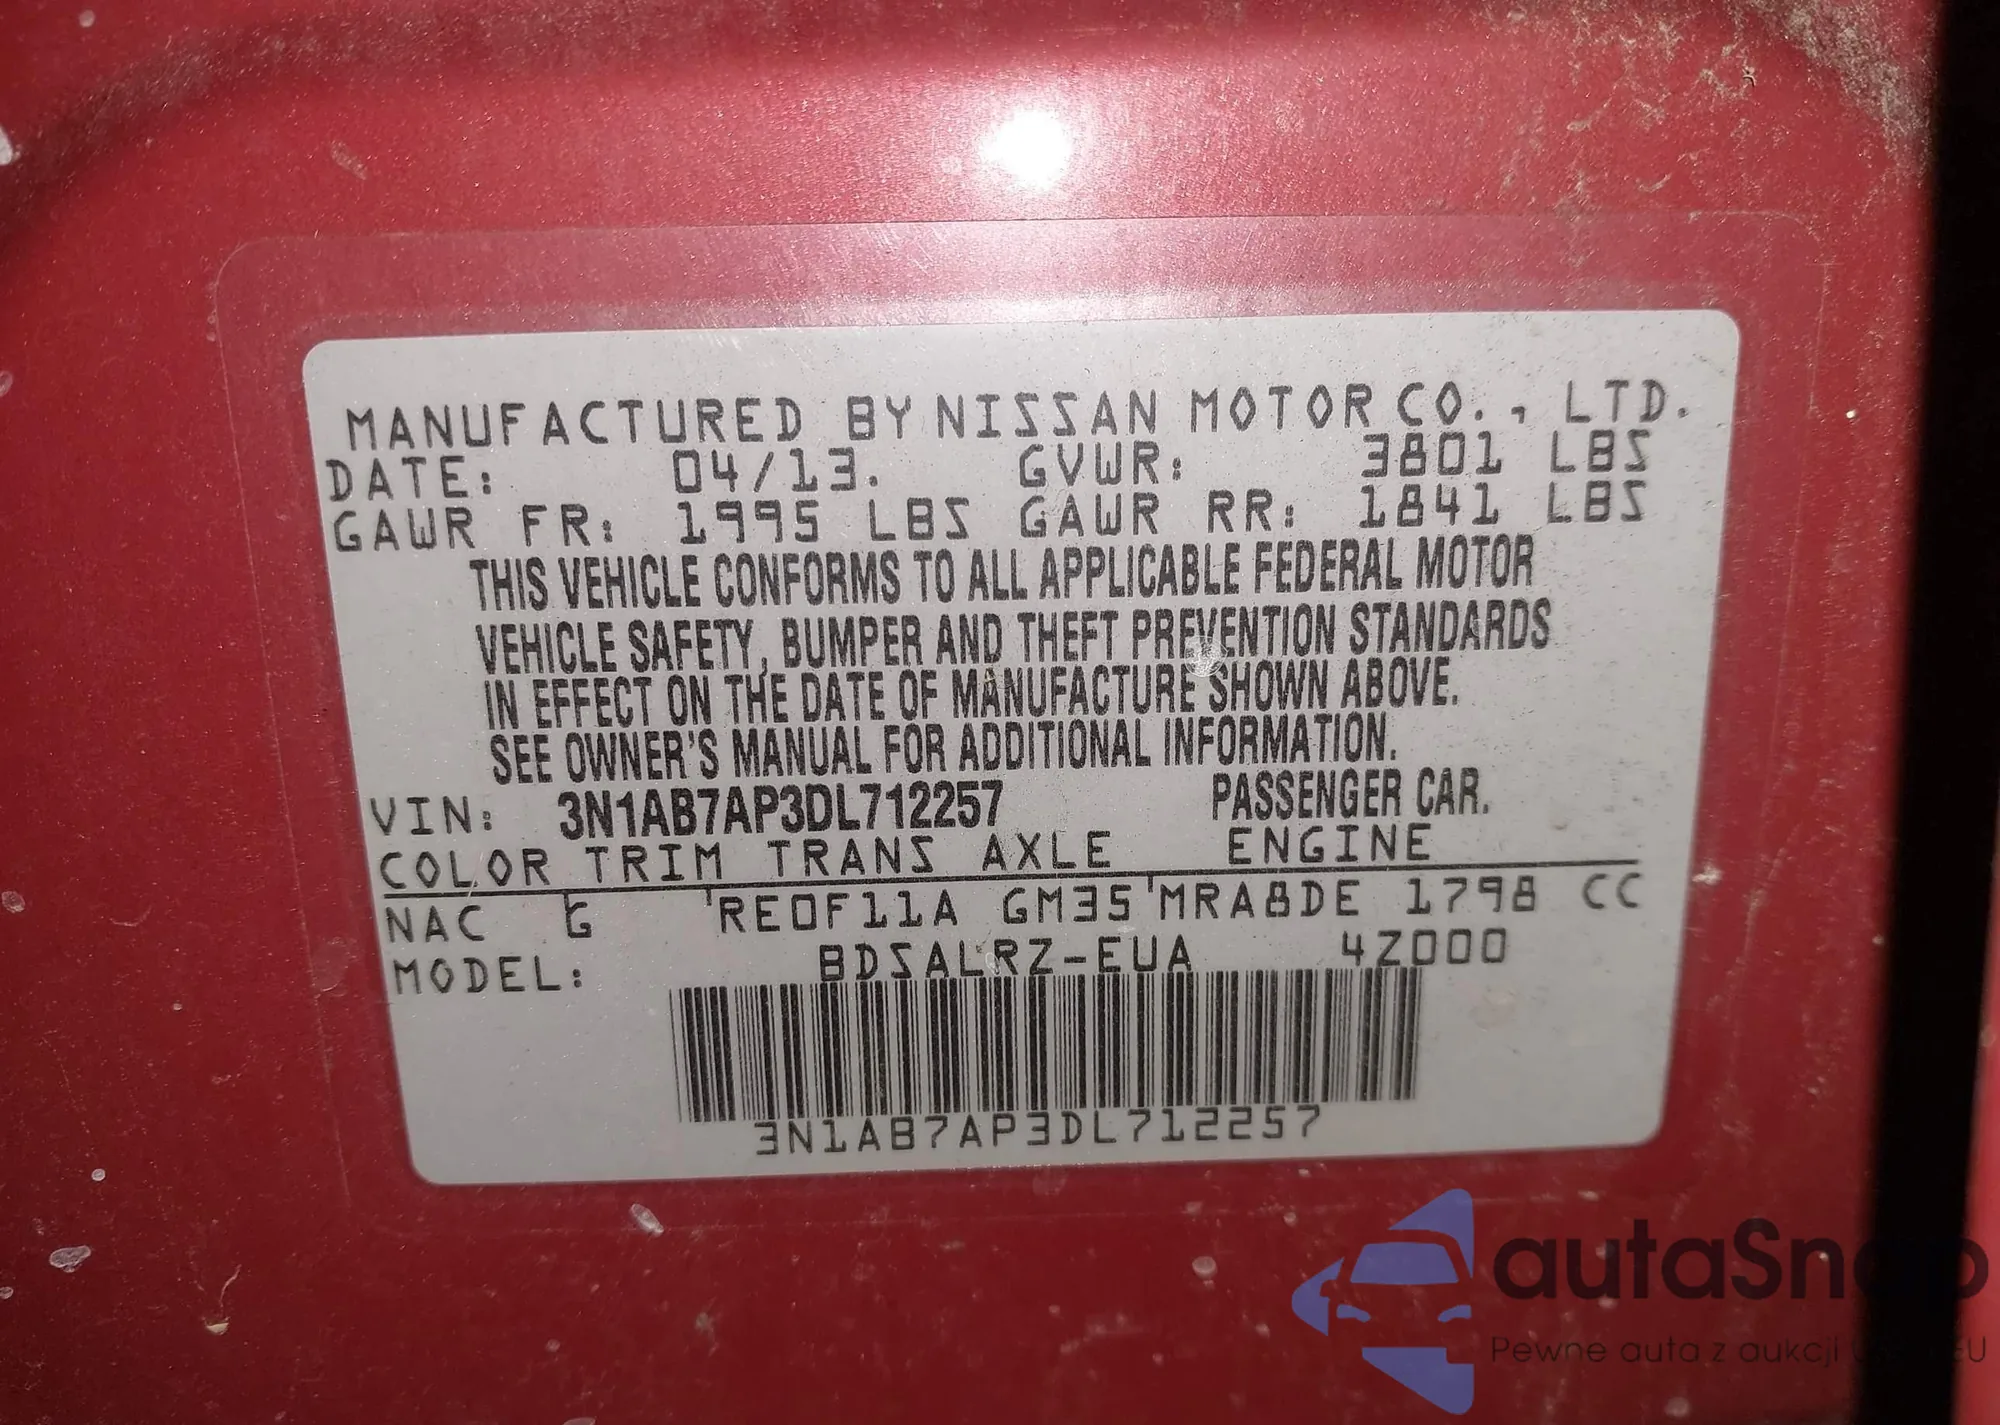 MANUFACTURED BY NISSAN MOTOR CO., LTD.
DATE: 04/13. GVWR: 3801 LBS
GAWR FR: 1995 LBS GAWR RR: 1841 LBS
THIS VEHICLE CONFORMS TO ALL APPLICABLE FEDERAL MOTOR
VEHICLE SAFETY, BUMPER AND THEFT PREVENTION STANDARDS
IN EFFECT ON THE DATE OF MANUFACTURE SHOWN ABOVE.
SEE OWNER'S MANUAL FOR ADDITIONAL INFORMATION.
VIN: 3N1AB7AP3DL712257 PASSENGER CAR.
COLOR TRIM TRANS AXLE ENGINE
NAC G RE0F11A GM35 MRA8DE 1798 CC
MODEL: BDSALRZ-EUA 4Z000
3N1AB7AP3DL712257
autaSnap
Pewne auta z aukcji